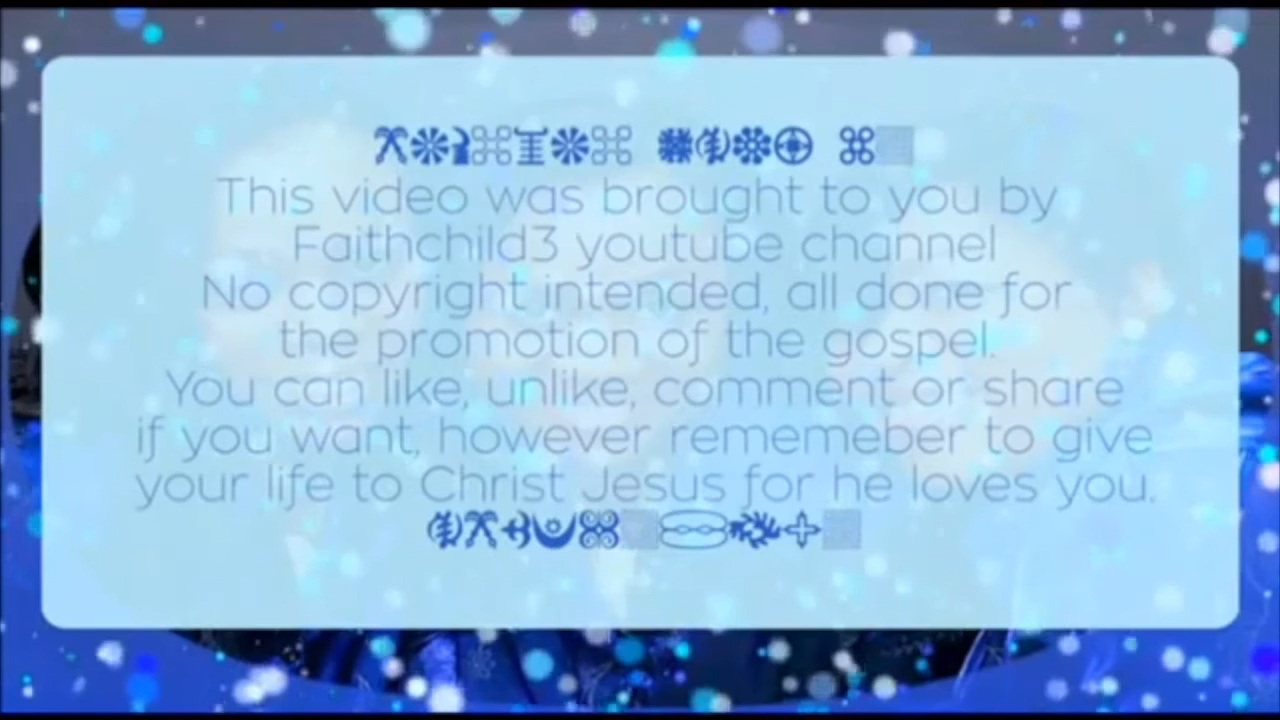 This video was brought to you by
Faithchild3 youtube channel
No copyright intended, all done for
the promotion of the gospel.
You can like, unlike, comment or share
if you want, however rememeber to give
your life to Christ Jesus for he loves you.